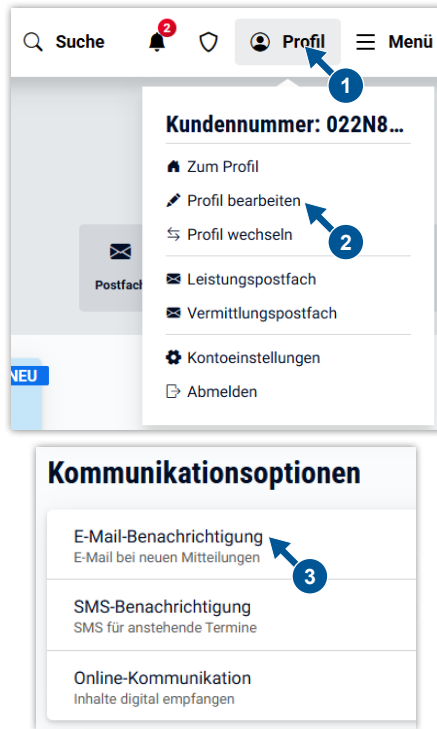 Suche 2 Profil Menü
1
Kundennummer: 022N8...
Zum Profil
Profil bearbeiten
2
Profil wechseln
Postfach
Leistungspostfach
Vermittlungspostfach
NEU
Kontoeinstellungen
Abmelden
Kommunikationsoptionen
E-Mail-Benachrichtigung
E-Mail bei neuen Mitteilungen
3
SMS-Benachrichtigung
SMS für anstehende Termine
Online-Kommunikation
Inhalte digital empfangen